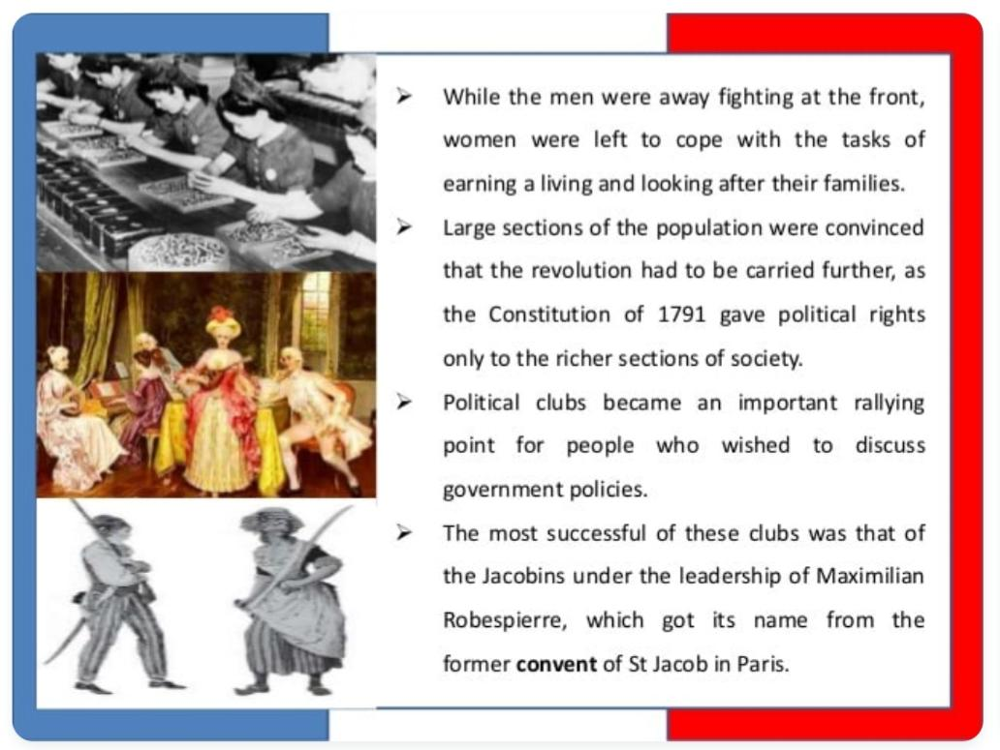 ➢ While the men were away fighting at the front,
women were left to cope with the tasks of
earning a living and looking after their families.
➢ Large sections of the population were convinced
that the revolution had to be carried further, as
the Constitution of 1791 gave political rights
only to the richer sections of society.
➢ Political clubs became an important rallying
point for people who wished to discuss
government policies.
➢ The most successful of these clubs was that of
the Jacobins under the leadership of Maximilian
Robespierre, which got its name from the
former convent of St Jacob in Paris.